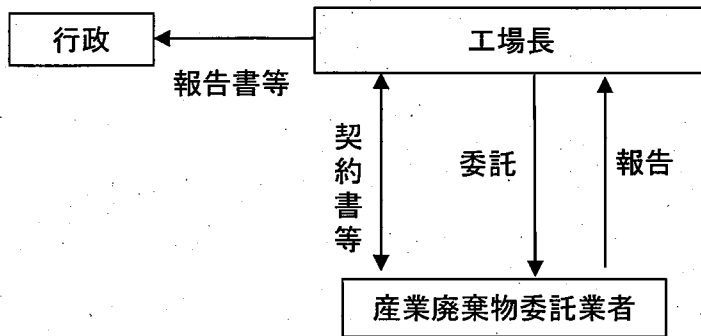 行政
工場長
報告書等
契約書等
委託
報告
産業廃棄物委託業者